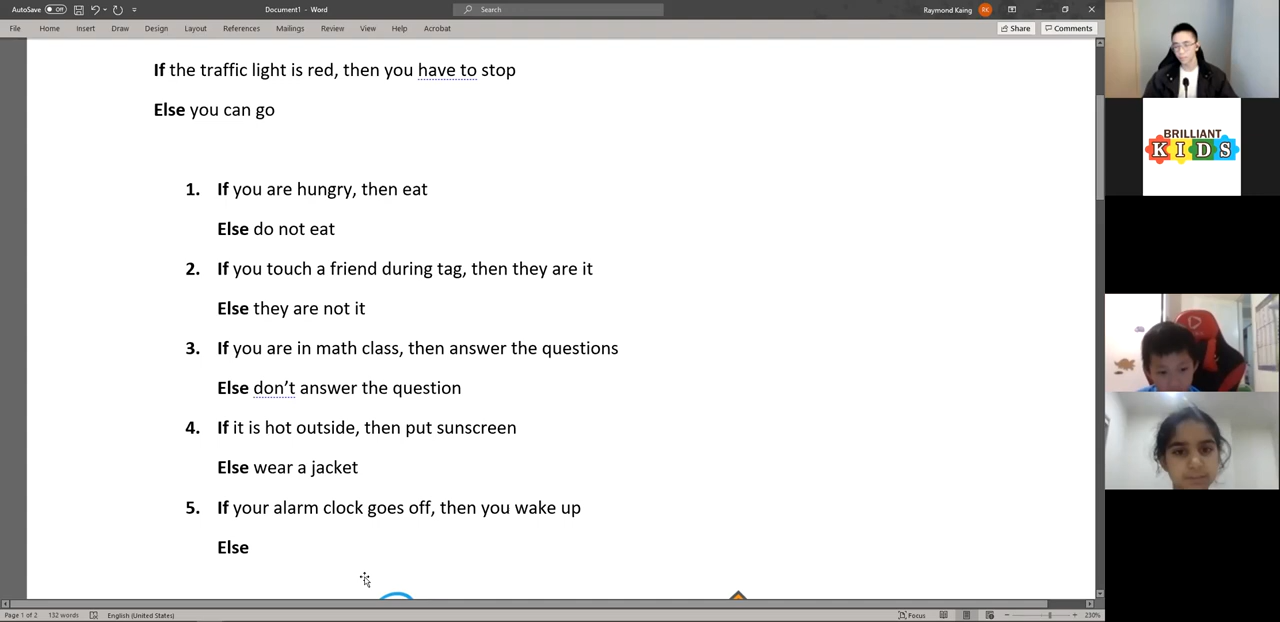 AutoSave Off
Document1 - Word
Search
Raymond Kaing RK
File Home Insert Draw Design Layout References Mailings Review View Help Acrobat
Share Comments
If the traffic light is red, then you have to stop
Else you can go
1. If you are hungry, then eat
Else do not eat
2. If you touch a friend during tag, then they are it
Else they are not it
3. If you are in math class, then answer the questions
Else don’t answer the question
4. If it is hot outside, then put sunscreen
Else wear a jacket
5. If your alarm clock goes off, then you wake up
Else
BRILLIANT
KIDS
Page 1 of 2 132 words English (United States) Focus 230%